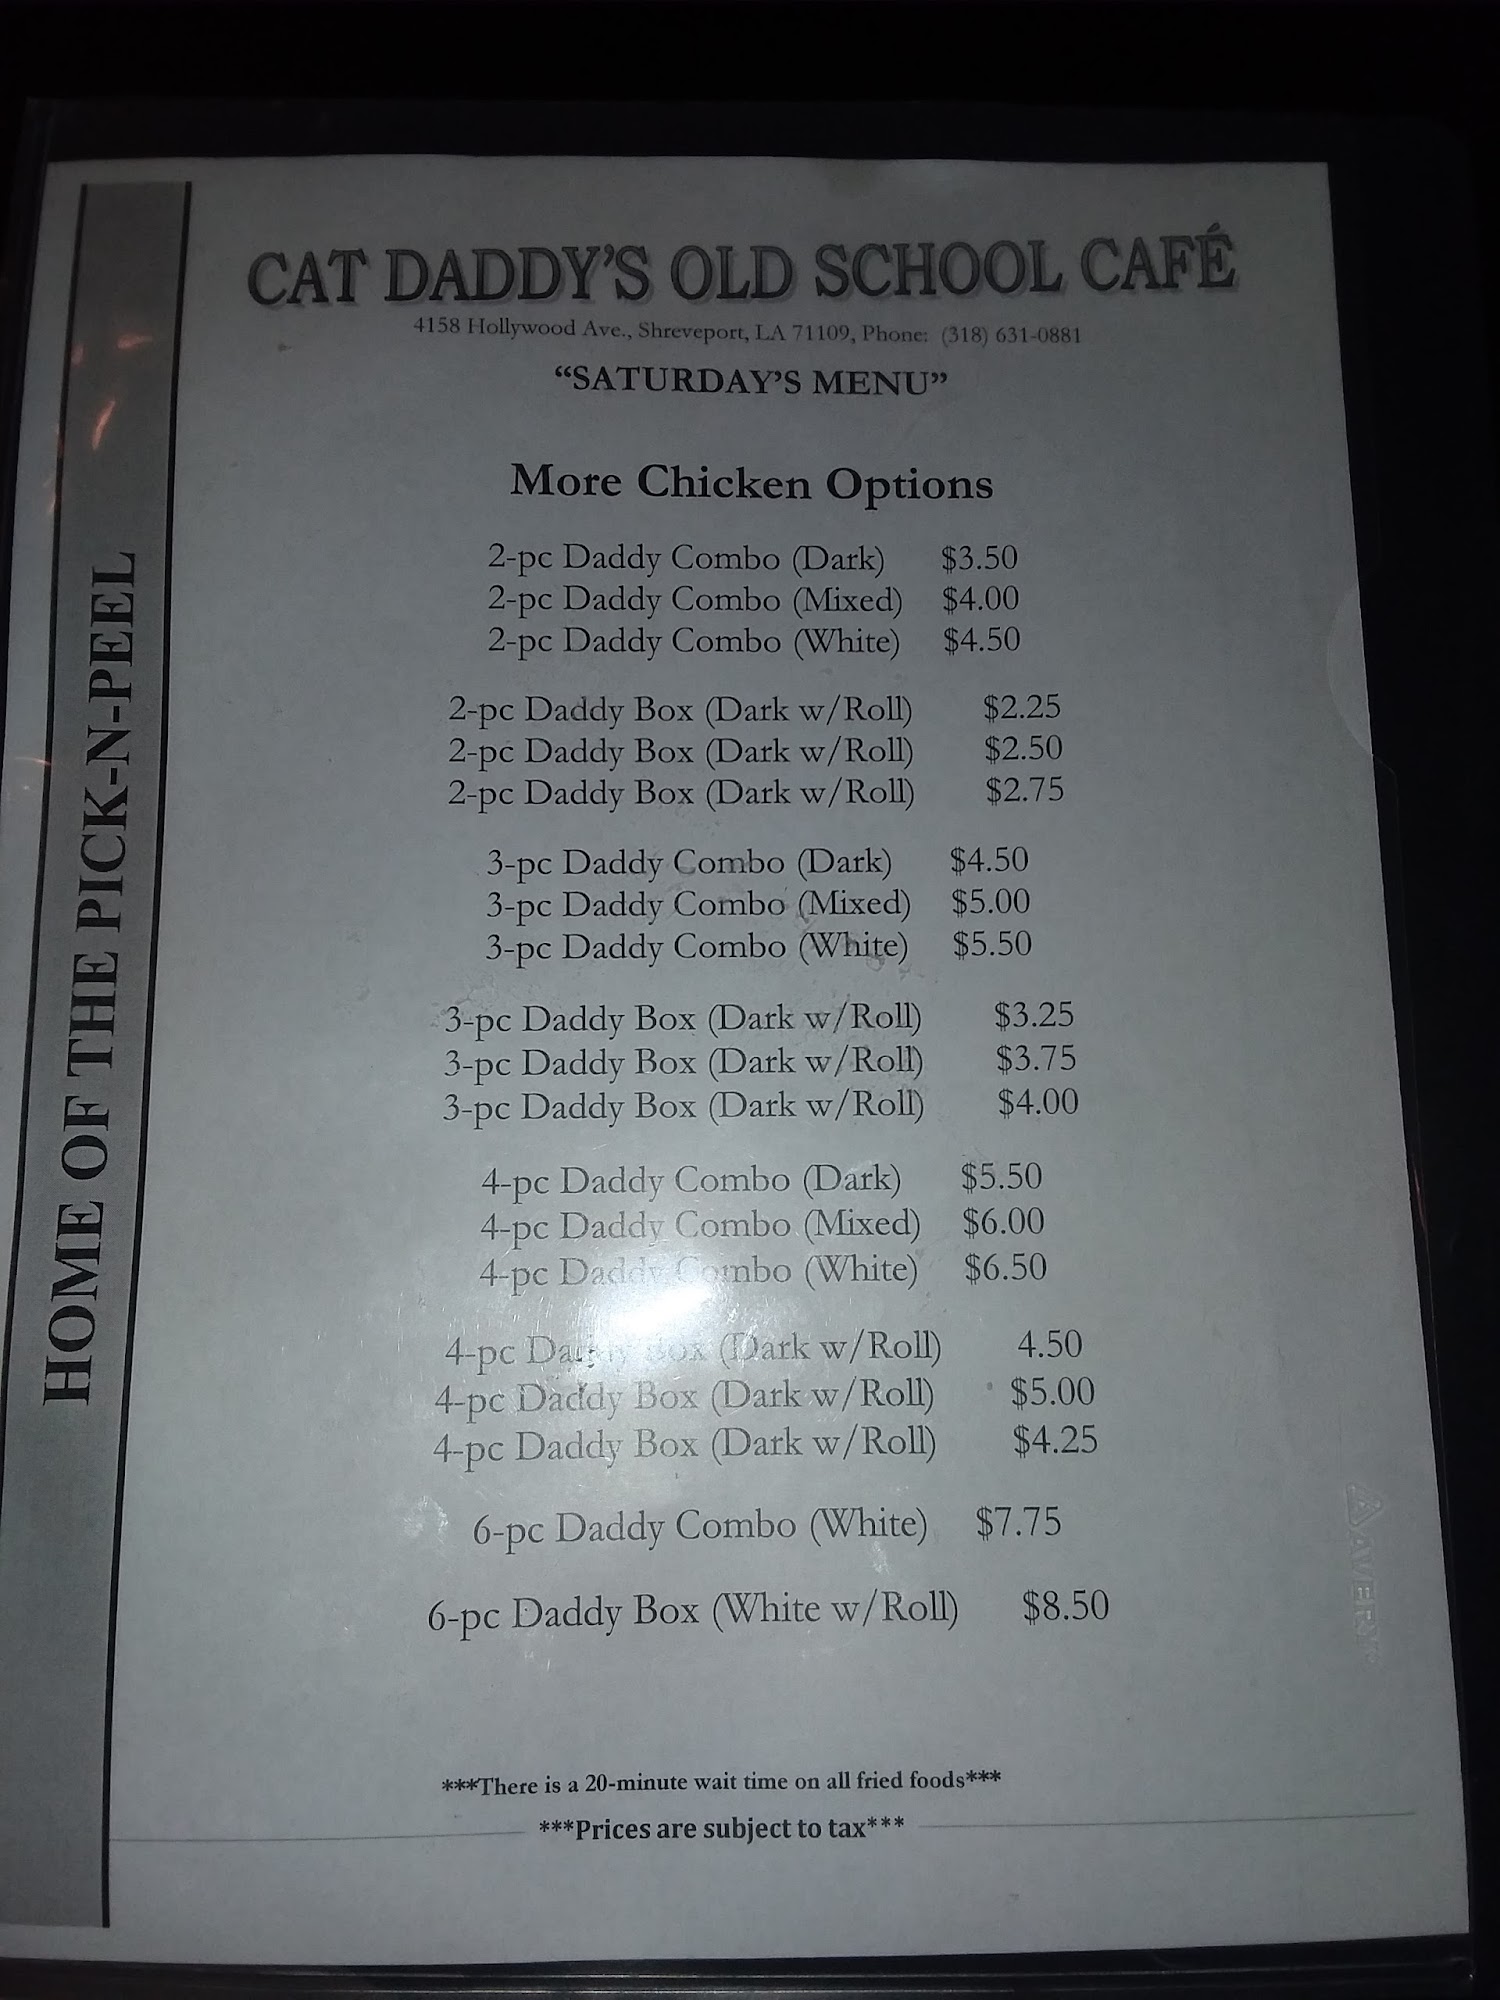 HOME OF THE PICK-N-PEEL
CAT DADDY'S OLD SCHOOL CAFÉ
4158 Hollywood Ave., Shreveport, LA 71109, Phone: (318) 631-0881
“SATURDAY'S MENU”
More Chicken Options
2-pc Daddy Combo (Dark) $3.50
2-pc Daddy Combo (Mixed) $4.00
2-pc Daddy Combo (White) $4.50
2-pc Daddy Box (Dark w/Roll) $2.25
2-pc Daddy Box (Dark w/Roll) $2.50
2-pc Daddy Box (Dark w/Roll) $2.75
3-pc Daddy Combo (Dark) $4.50
3-pc Daddy Combo (Mixed) $5.00
3-pc Daddy Combo (White) $5.50
3-pc Daddy Box (Dark w/Roll) $3.25
3-pc Daddy Box (Dark w/Roll) $3.75
3-pc Daddy Box (Dark w/Roll) $4.00
4-pc Daddy Combo (Dark) $5.50
4-pc Daddy Combo (Mixed) $6.00
4-pc Daddy Combo (White) $6.50
4-pc Daddy Box (Dark w/Roll) 4.50
4-pc Daddy Box (Dark w/Roll) $5.00
4-pc Daddy Box (Dark w/Roll) $4.25
6-pc Daddy Combo (White) $7.75
6-pc Daddy Box (White w/Roll) $8.50
***There is a 20-minute wait time on all fried foods***
***Prices are subject to tax***
AVERY